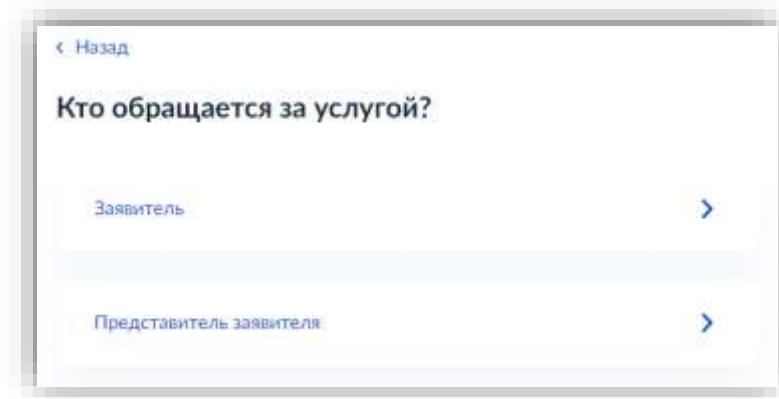 Назад
Кто обращается за услугой?
Заявитель
Представитель заявителя